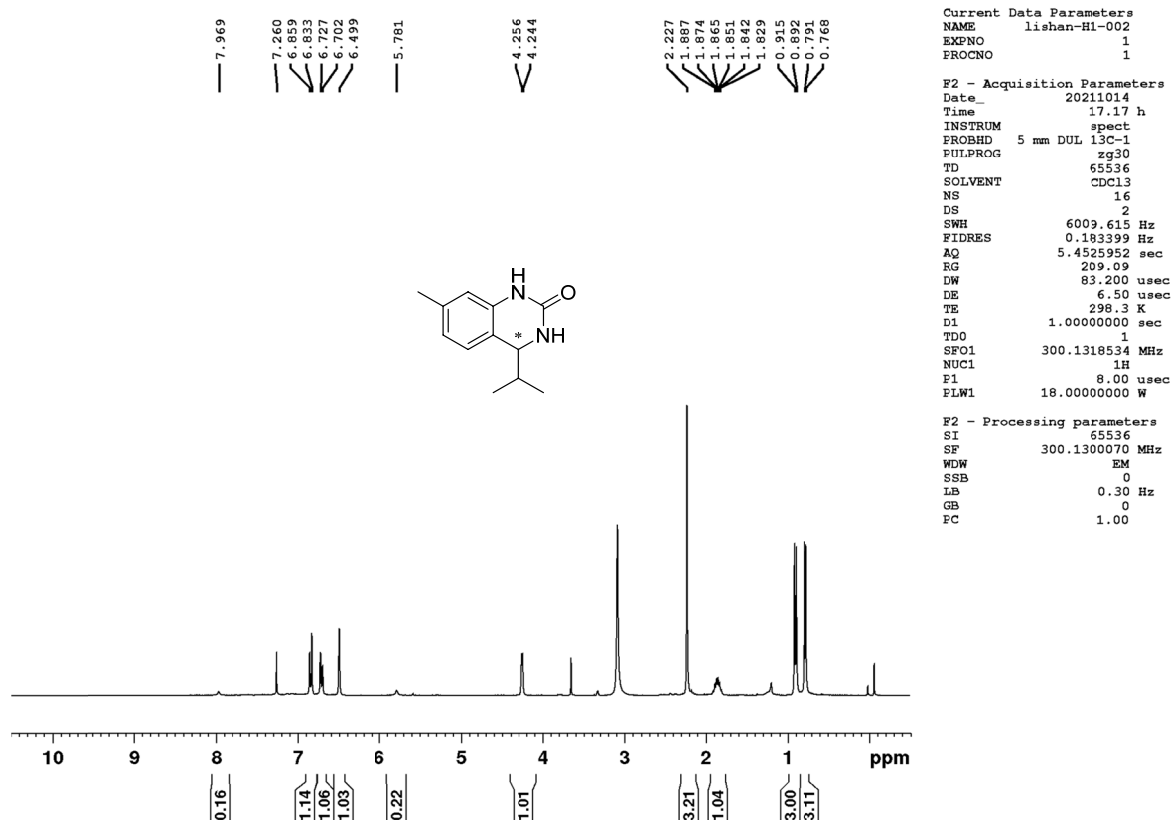 7.969
7.260
6.859
6.833
6.727
6.702
6.499
5.781
4.256
4.244
2.227
1.887
1.874
1.865
1.851
1.842
1.829
0.915
0.892
0.791
0.768
Current Data Parameters
NAME lishan-H1-002
EXPNO 1
PROCNO 1
F2 - Acquisition Parameters
Date_ 20211014
Time 17.17 h
INSTRUM spect
PROBHD 5 mm DUL 13C-1
PULPROG zg30
TD 65536
SOLVENT CDCl3
NS 16
DS 2
SWH 6009.615 Hz
FIDRES 0.183399 Hz
AQ 5.4525952 sec
RG 209.09
DW 83.200 usec
DE 6.50 usec
TE 298.3 K
D1 1.00000000 sec
TD0 1
SFO1 300.1318534 MHz
NUC1 1H
P1 8.00 usec
PLW1 18.00000000 W
F2 - Processing parameters
SI 65536
SF 300.1300070 MHz
WDW EM
SSB 0
LB 0.30 Hz
GB 0
PC 1.00
H
N
O
NH
*
10 9 8 7 6 5 4 3 2 1 ppm
0.16
1.14
1.06
1.03
0.22
1.01
3.21
1.04
3.00
3.11